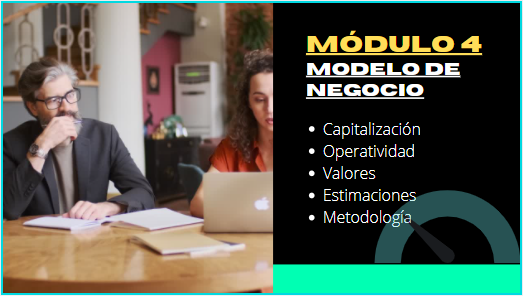 MÓDULO 4
MODELO DE
NEGOCIO
• Capitalización
• Operatividad
• Valores
• Estimaciones
• Metodología